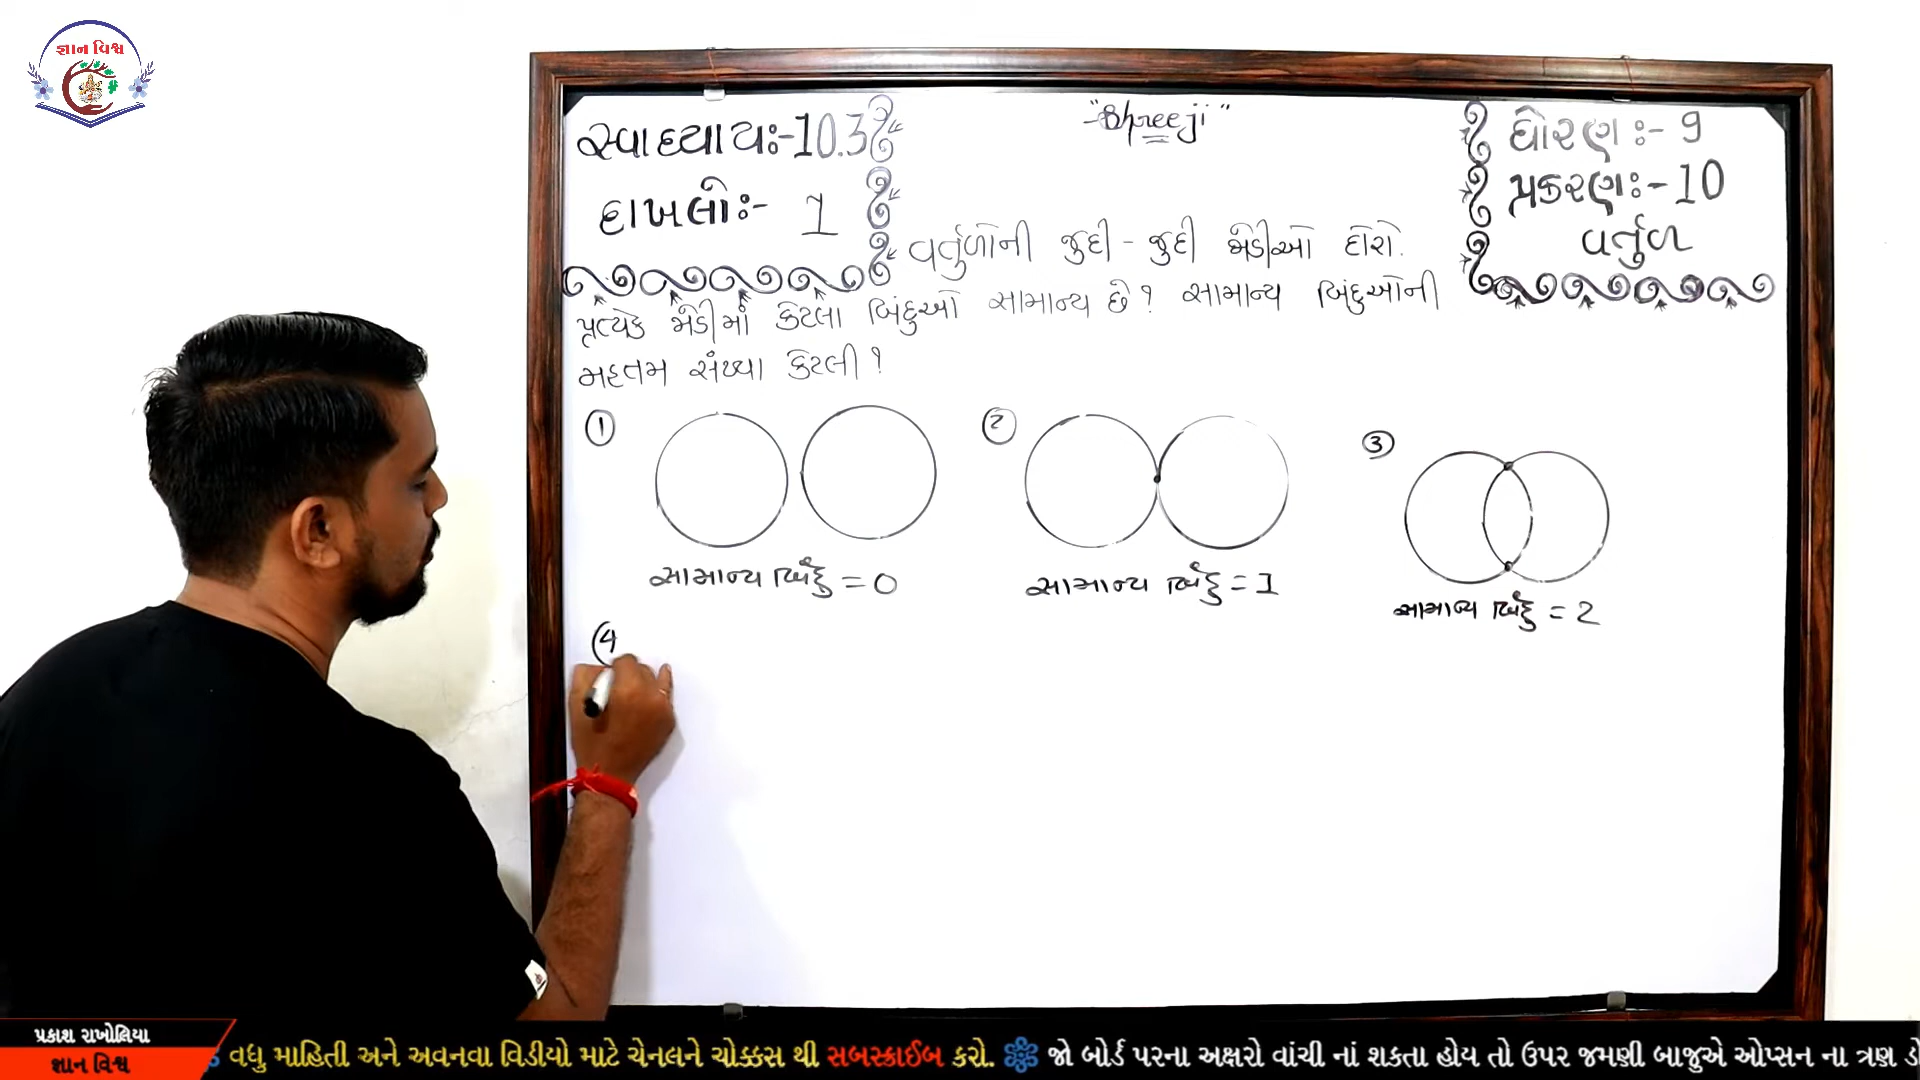 જ્ઞાન વિશ્વ
"Shreeji"
સ્વાધ્યાયઃ-10.3
દાખલોઃ- 1
ધોરણઃ- 9
પ્રકરણઃ-10
વર્તુળ
વર્તુળોની જુદી - જુદી જોડીઓ દોરો.
પ્રત્યેક જોડીમાં કેટલા બિંદુઓ સામાન્ય છે? સામાન્ય બિંદુઓની
મહત્તમ સંખ્યા કેટલી?
1
2
3
સામાન્ય બિંદુ = 0
સામાન્ય બિંદુ = 1
સામાન્ય બિંદુ = 2
4
પ્રકાશ રાખોલિયા
જ્ઞાન વિશ્વ
વધુ માહિતી અને અવનવા વિડીયો માટે ચેનલને ચોક્કસ થી સબસ્ક્રાઈબ કરો. જો બોર્ડ પરના અક્ષરો વાંચી નાં શકતા હોય તો ઉપર જમણી બાજુએ ઓપ્સન ના ત્રણ ડો